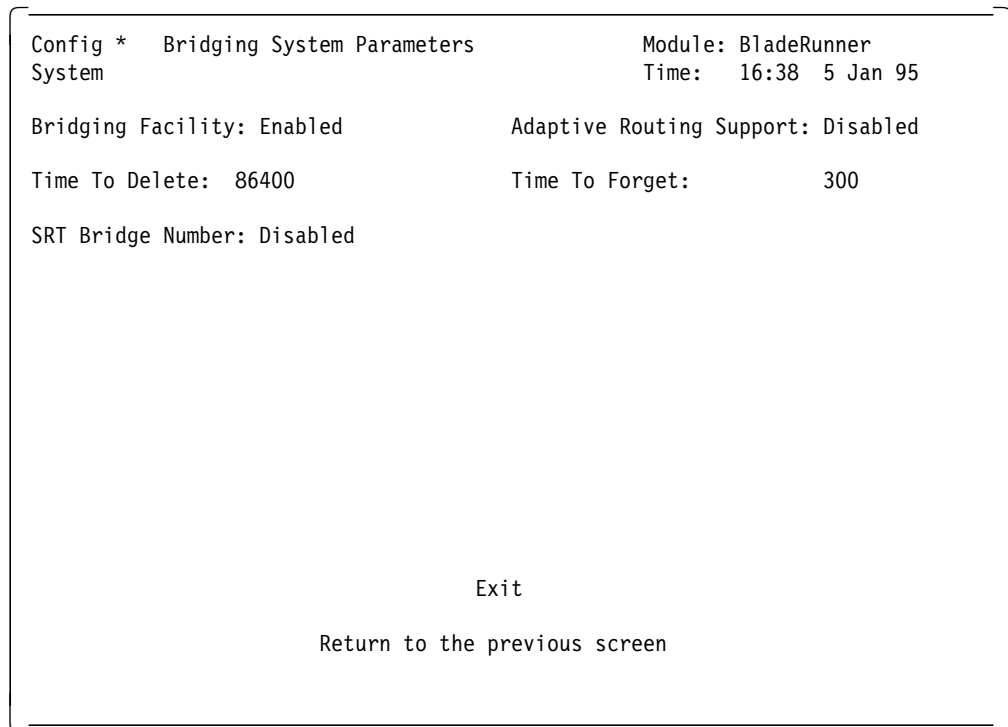 Config *   Bridging System Parameters                 Module: BladeRunner
System                                                Time:   16:38  5 Jan 95
Bridging Facility: Enabled                Adaptive Routing Support: Disabled
Time To Delete:  86400                    Time To Forget:           300
SRT Bridge Number: Disabled
Exit
Return to the previous screen